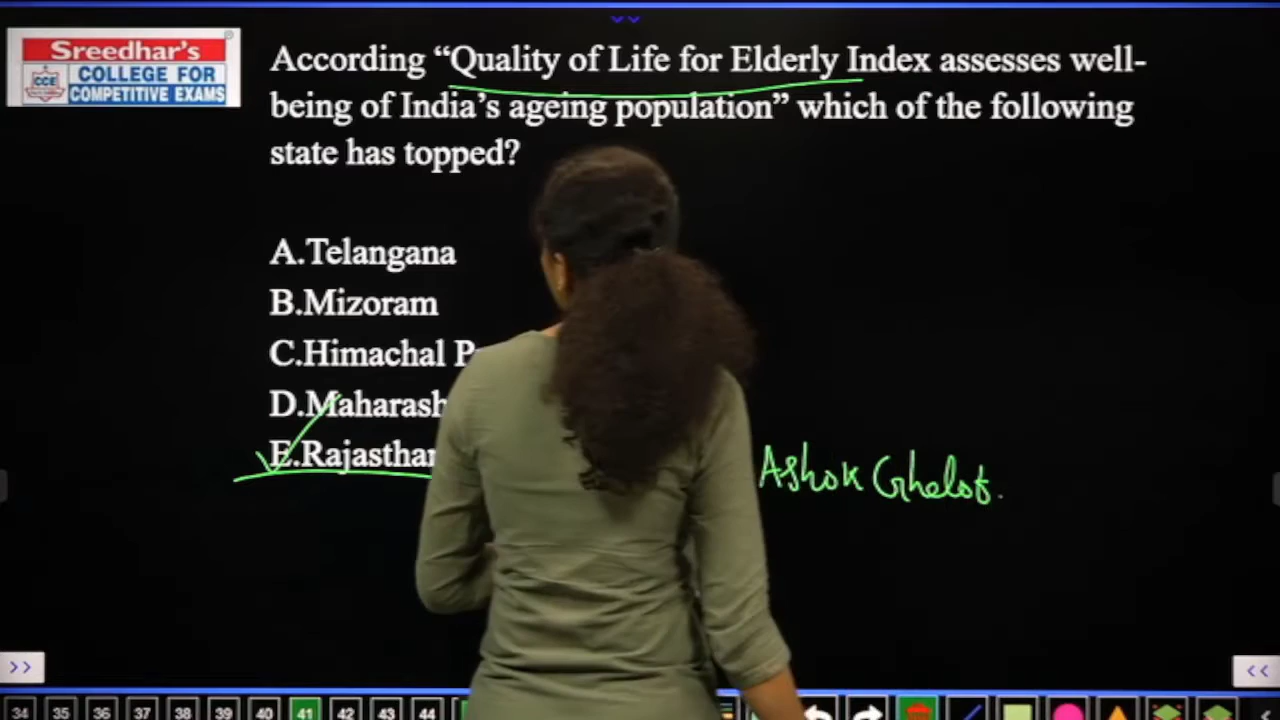 Sreedhar's
CCE
COLLEGE FOR
COMPETITIVE EXAMS
According “Quality of Life for Elderly Index assesses well-
being of India’s ageing population” which of the following
state has topped?
A.Telangana
B.Mizoram
C.Himachal P
D.Maharash
E.Rajasthan
Ashok Ghelot.
>>
<<
34 35 36 37 38 39 40 41 42 43 44